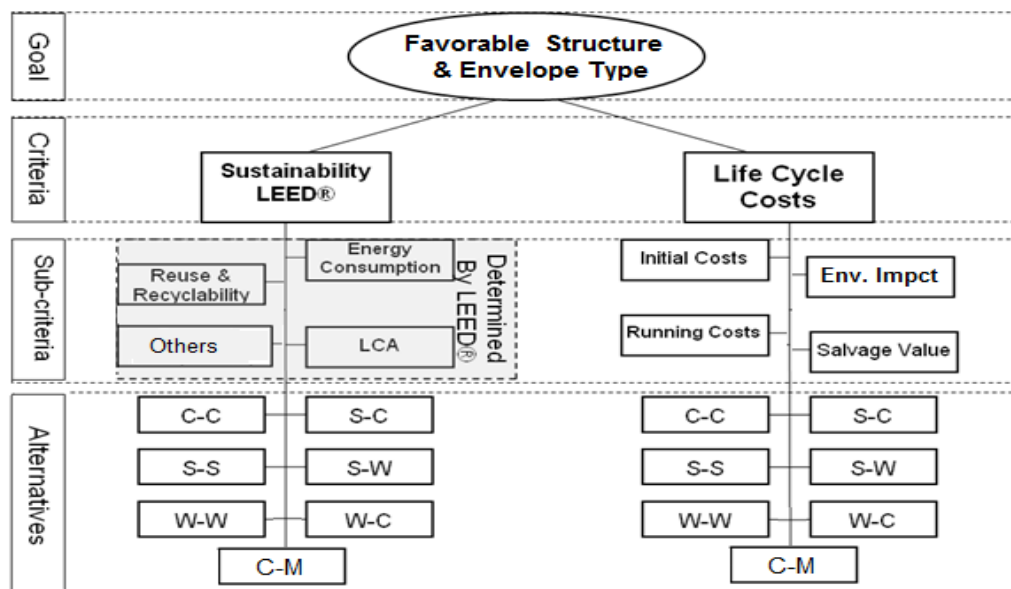 Goal
Favorable Structure
& Envelope Type
Criteria
Sustainability
LEED®
Life Cycle
Costs
Sub-criteria
Energy
Consumption
Reuse &
Recyclability
Others
LCA
Determined
By LEED®
Initial Costs
Env. Impct
Running Costs
Salvage Value
Alternatives
C-C
S-C
S-S
S-W
W-W
W-C
C-M
C-C
S-C
S-S
S-W
W-W
W-C
C-M